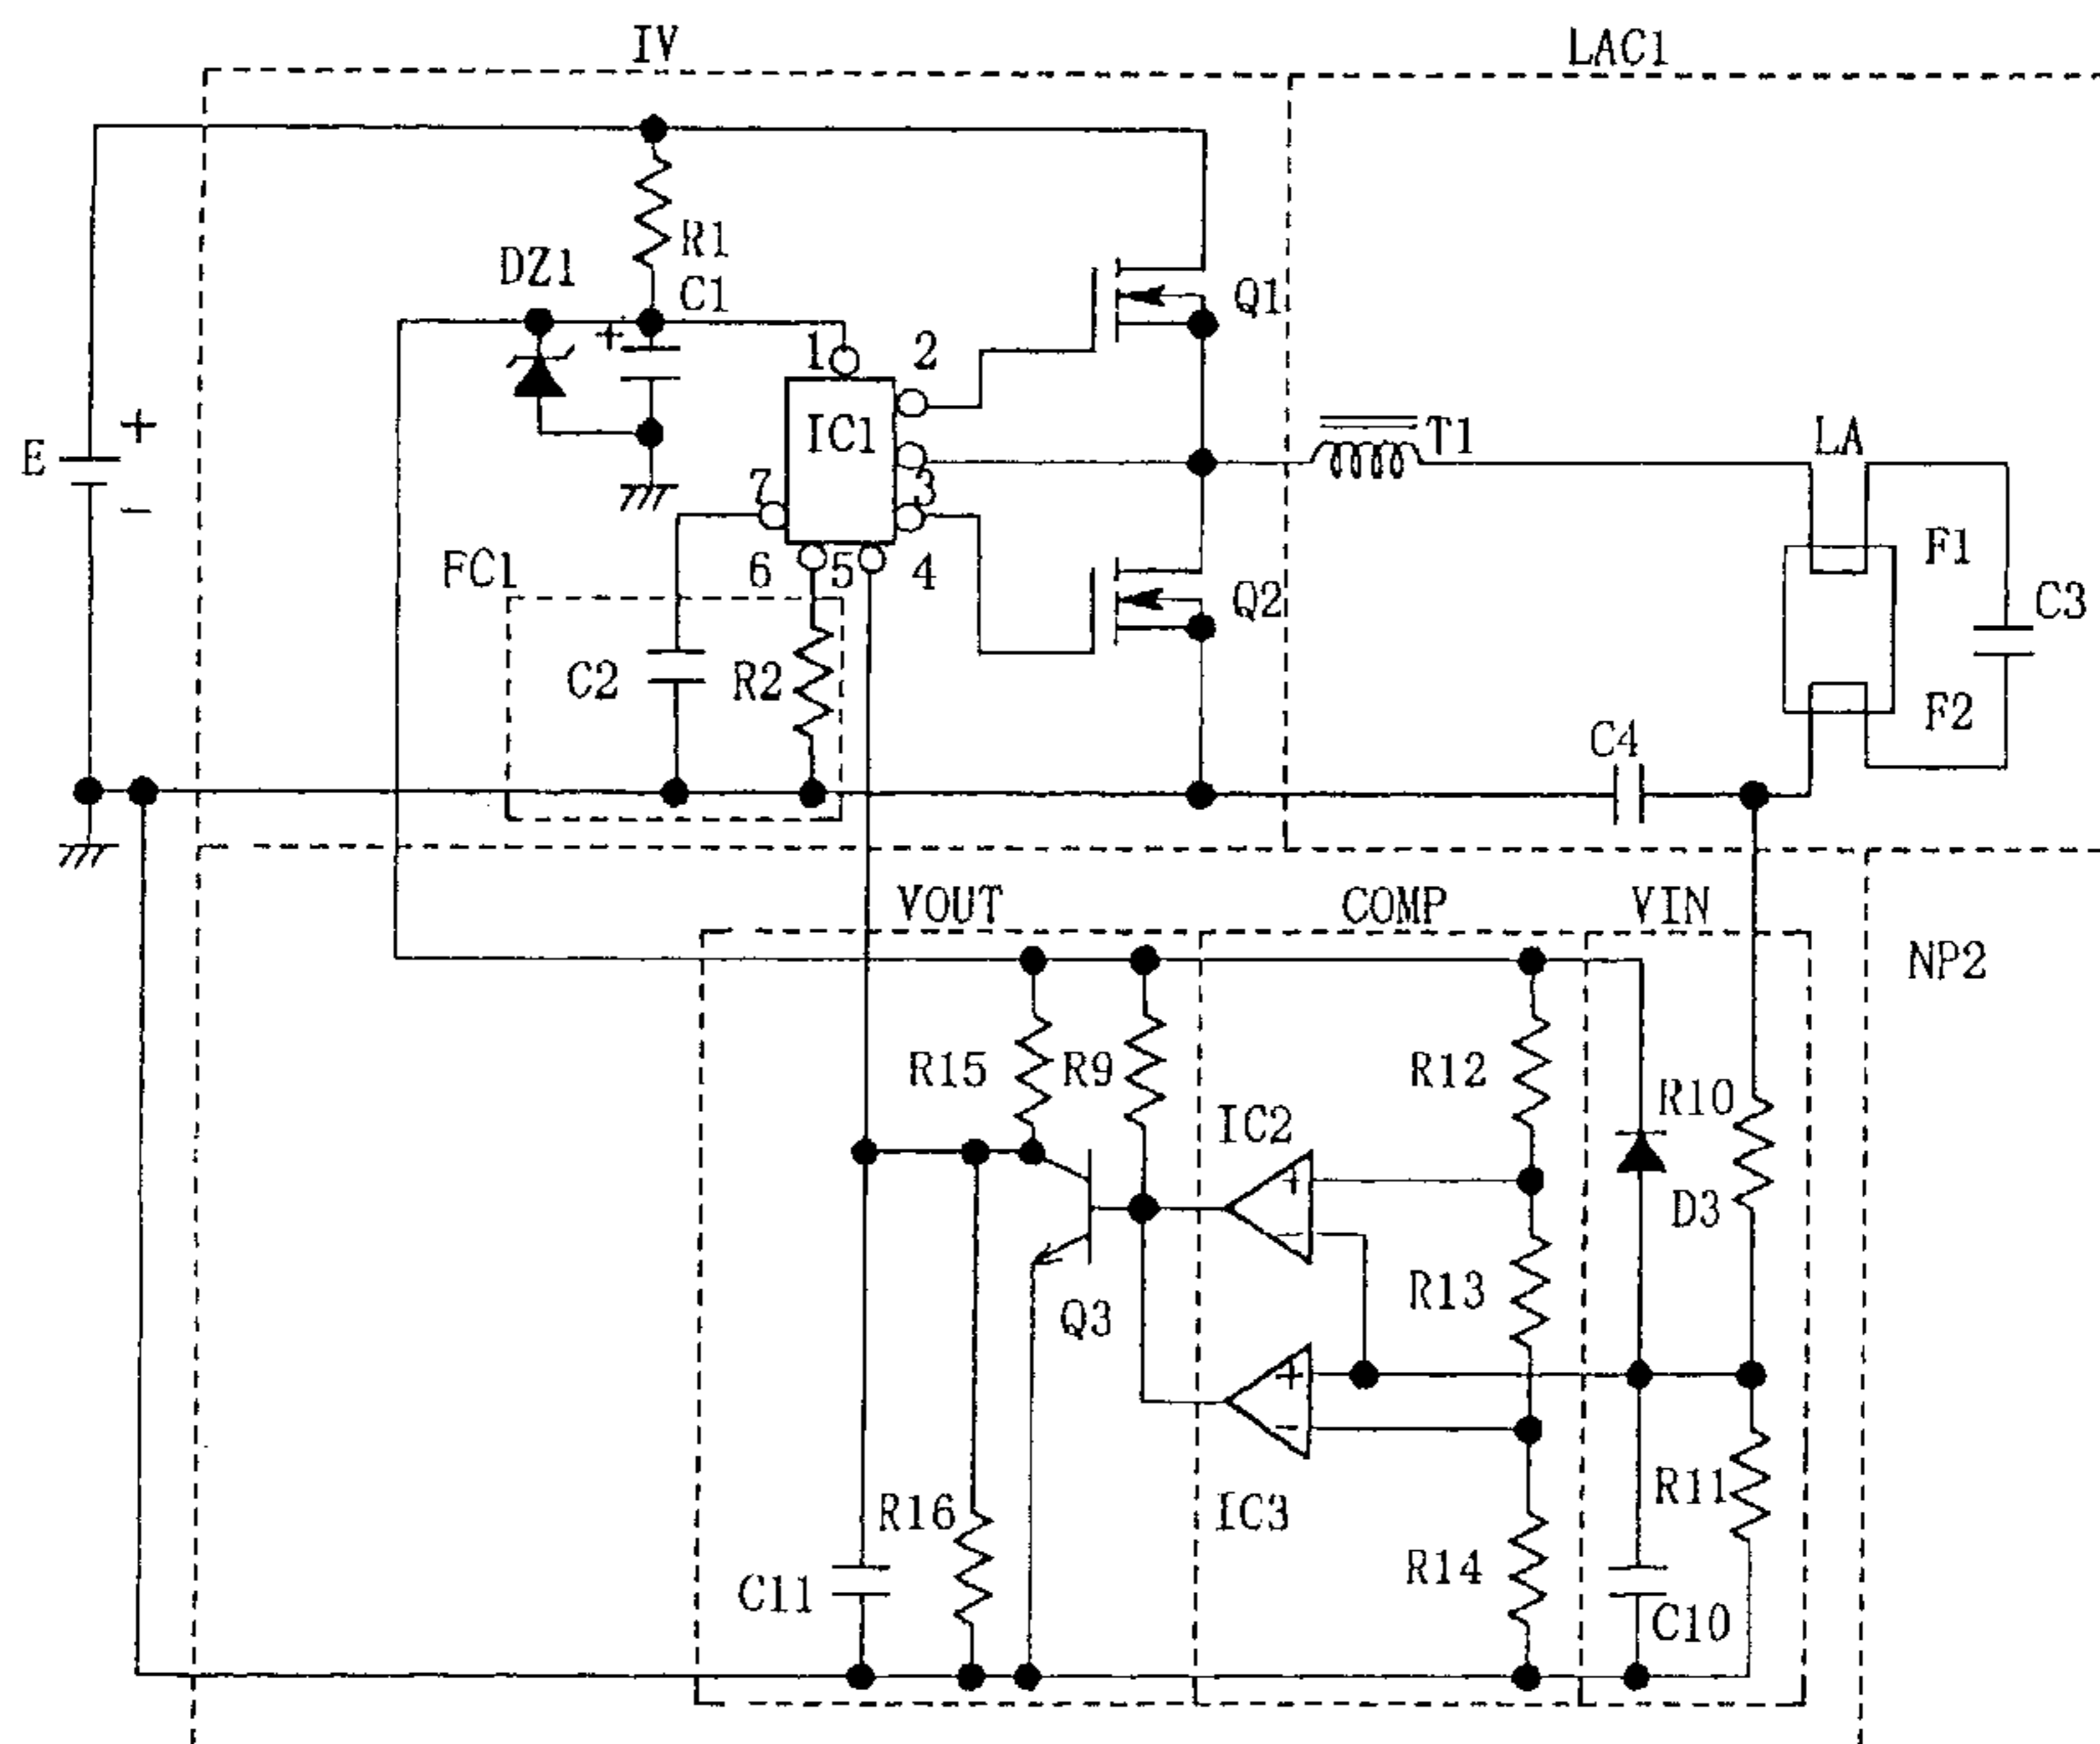 IV
LAC1
R1
DZ1
C1
+
Q1
1
2
IC1
E
+
-
T1
LA
7
3
F1
FC1
6
5
4
Q2
C3
C2
R2
F2
C4
VOUT
COMP
VIN
NP2
R15
R9
R12
R10
IC2
+
-
D3
R13
Q3
+
-
R11
R16
IC3
R14
C11
C10